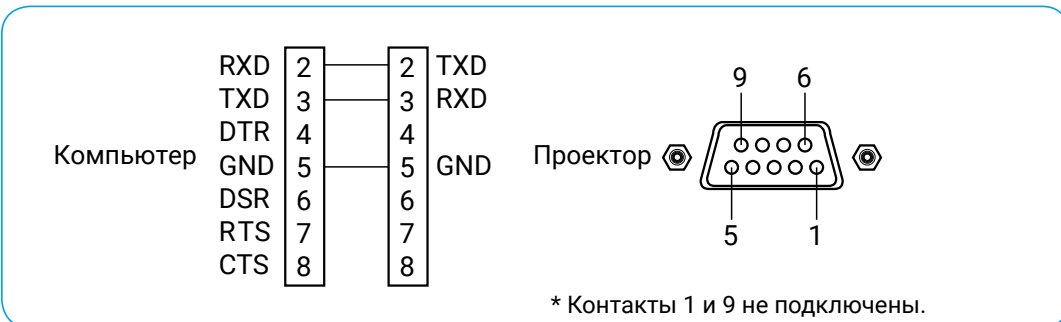 RXD 2 2 TXD
TXD 3 3 RXD
DTR 4 4
Компьютер GND 5 5 GND
DSR 6 6
RTS 7 7
CTS 8 8
9 6
Проектор
5 1
* Контакты 1 и 9 не подключены.